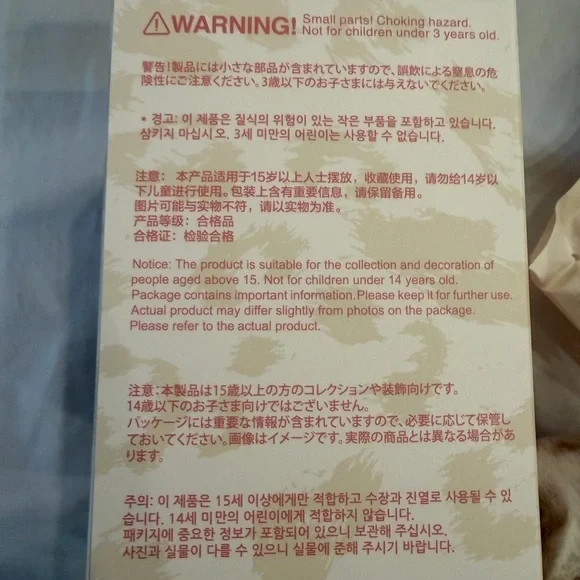 WARNING! Small parts! Choking hazard.
Not for children under 3 years old.
警告！製品には小さな部品が含まれていますので、誤飲による窒息の危
険性にご注意ください。3歳以下のお子さまには与えないでください。
* 경고: 이 제품은 질식의 위험이 있는 작은 부품을 포함하고 있습니다.
삼키지 마십시오. 3세 미만의 어린이는 사용할 수 없습니다.
注意： 本产品适用于15岁以上人士摆放，收藏使用，请勿给14岁以
下儿童进行使用。包装上含有重要信息，请保留备用。
图片可能与实物不符，请以实物为准。
产品等级：合格品
合格证：检验合格
Notice: The product is suitable for the collection and decoration of
people aged above 15. Not for children under 14 years old.
Package contains important information.Please keep it for further use.
Actual product may differ slightly from photos on the package.
Please refer to the actual product.
注意：本製品は15歳以上の方のコレクションや装飾向けです。
14歳以下のお子さま向けではございません。
パッケージには重要な情報が含まれていますので、必要に応じて保管し
ておいてください。画像はイメージです。実際の商品とは異なる場合があ
ります。
주의: 이 제품은 15세 이상에게만 적합하고 수장과 진열로 사용될 수 있
습니다. 14세 미만의 어린이에게 적합하지 않습니다.
패키지에 중요한 정보가 포함되어 있으니 보관해 주십시오.
사진과 실물이 다를 수 있으니 실물에 준해 주시기 바랍니다.